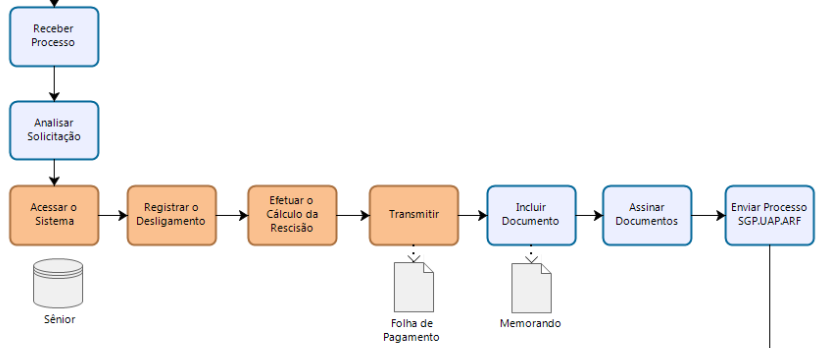 Receber
Processo
Analisar
Solicitação
Acessar o
Sistema
Registrar o
Desligamento
Efetuar o
Cálculo da
Rescisão
Transmitir
Incluir
Documento
Assinar
Documentos
Enviar Processo
SGP.UAP.ARF
Sênior
Folha de
Pagamento
Memorando